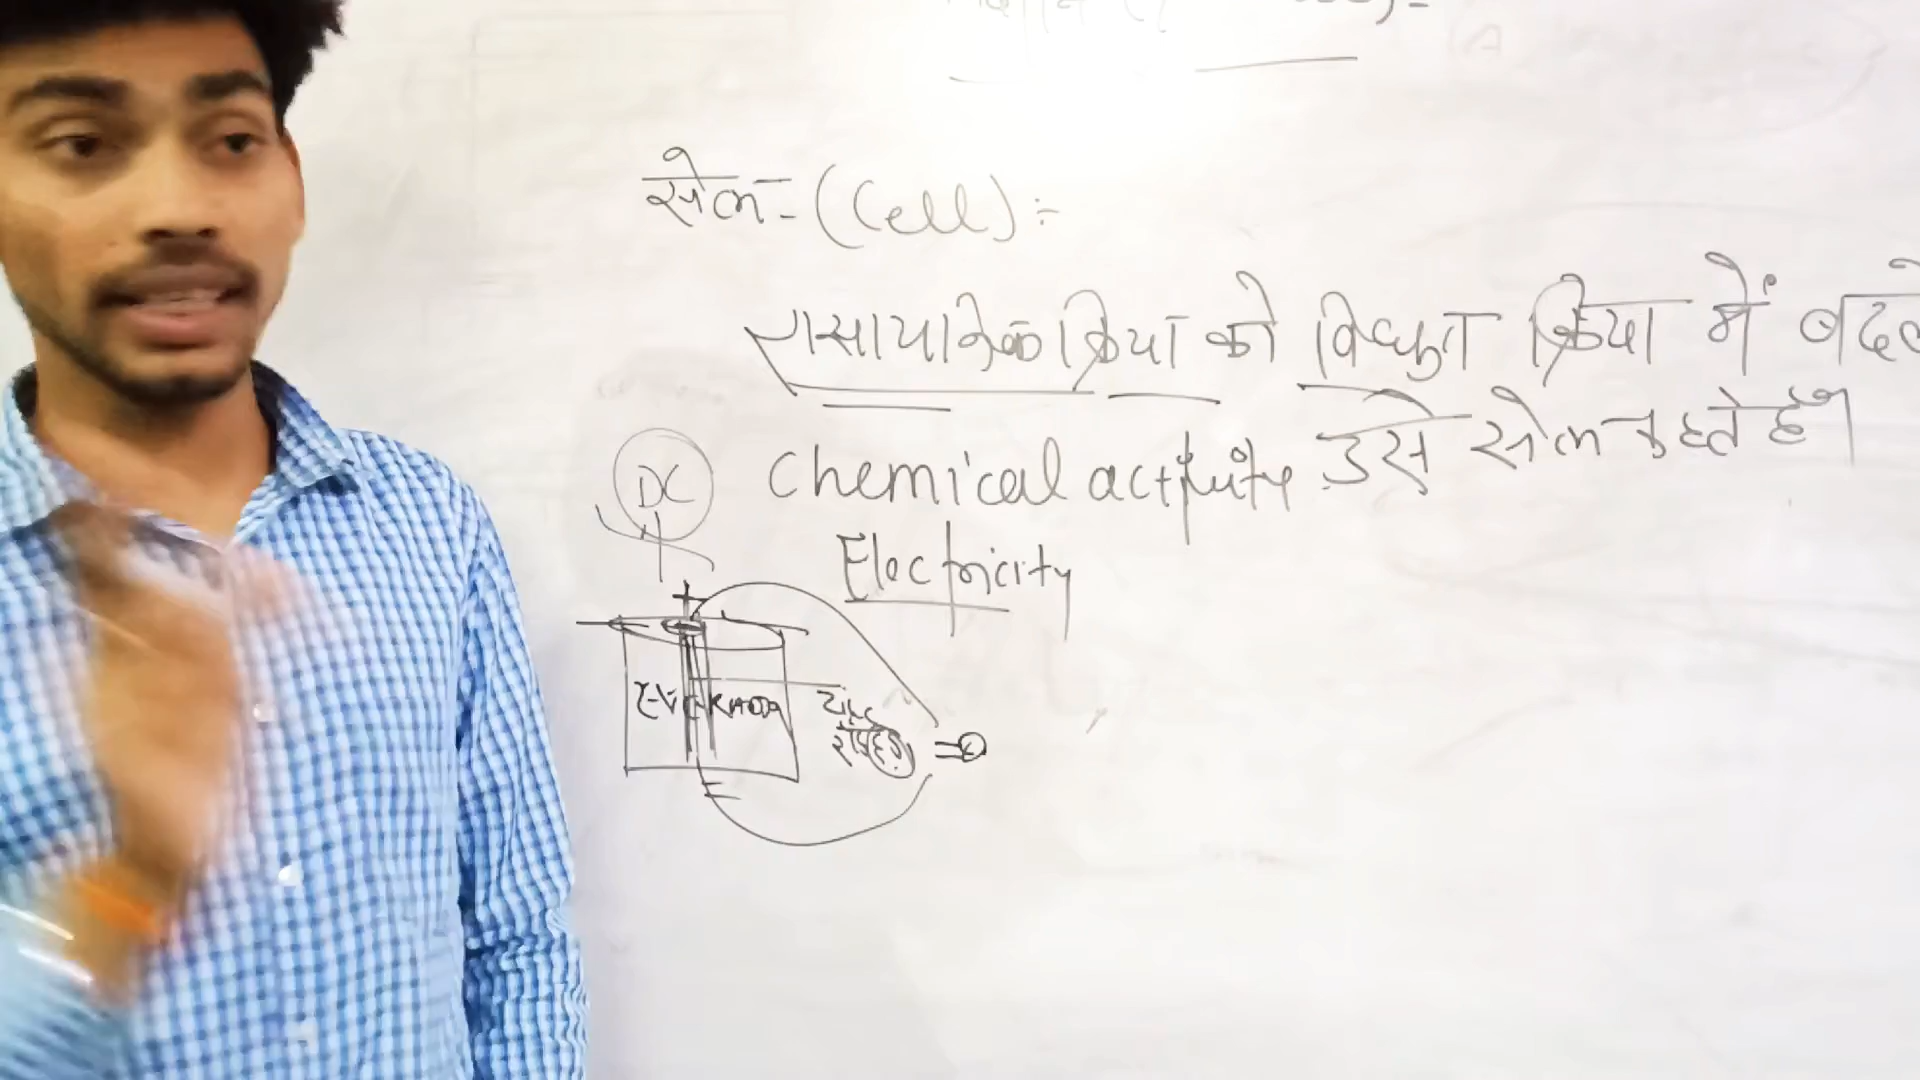 सेल - (Cell) :-
रासायनिक क्रिया को विद्युत क्रिया में बदले
उसे सेल कहते हैं।
DC
Chemical activity
Electricity